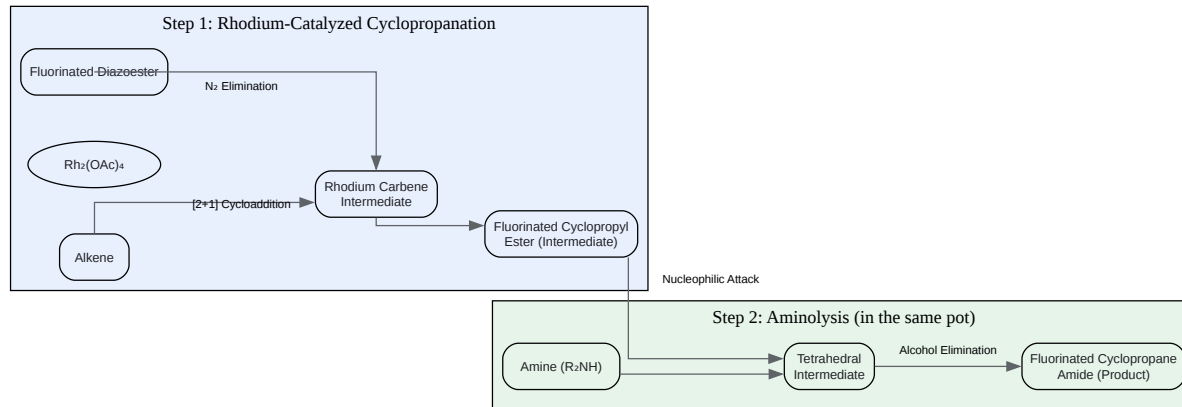 Step 1: Rhodium-Catalyzed Cyclopropanation
Fluorinated Diazoester
N₂ Elimination
Rh₂(OAc)₄
Rhodium Carbene
Intermediate
[2+1] Cycloaddition
Alkene
Fluorinated Cyclopropyl
Ester (Intermediate)
Nucleophilic Attack
Step 2: Aminolysis (in the same pot)
Amine (R₂NH)
Tetrahedral
Intermediate
Alcohol Elimination
Fluorinated Cyclopropane
Amide (Product)